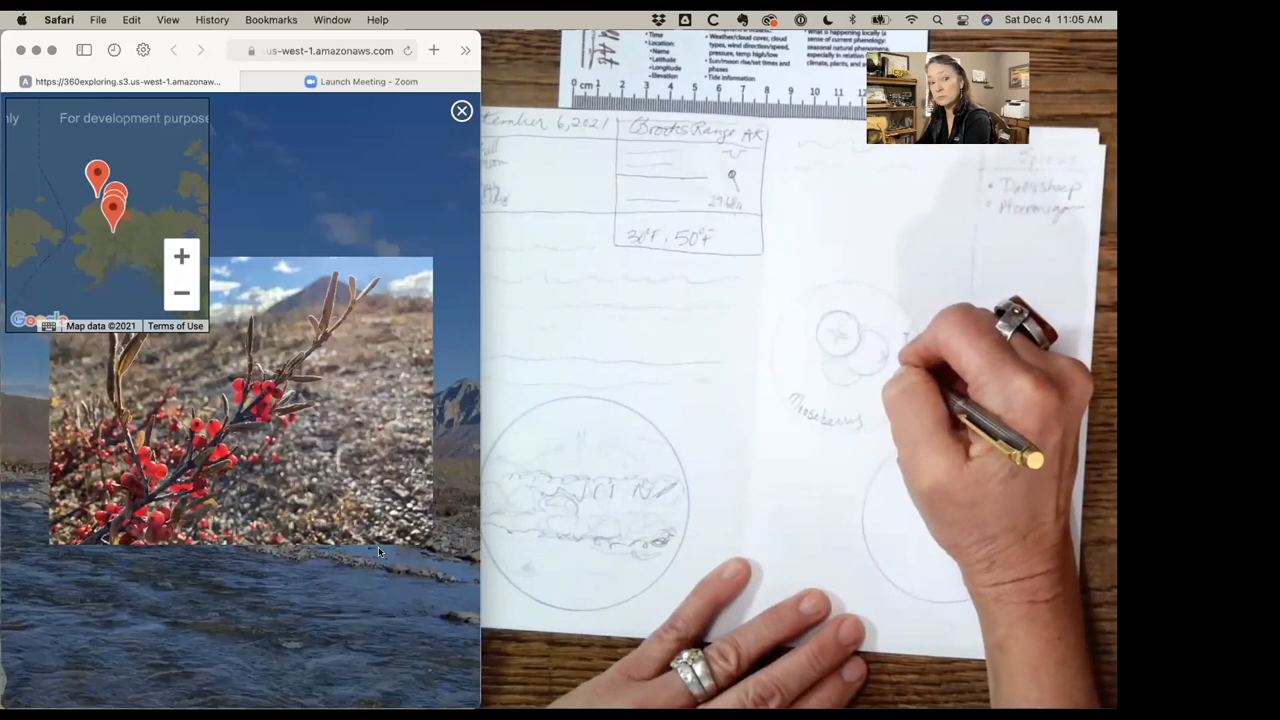 Safari File Edit View History Bookmarks Window Help
Sat Dec 4 11:05 AM
us-west-1.amazonaws.com
https://360exploring.s3.us-west-1.amazonaw...
Launch Meeting - Zoom
For development purpose
+
−
Google
Map data ©2021 Terms of Use
• Time
• Location:
• Name
• Latitude
• Longitude
• Elevation
• Weather/cloud cover, cloud
types, wind direction/speed,
pressure, temp high/low
• Sun/moon rise/set times and
phases
• Tide information
• What is happening locally (a
sense of current phenology:
seasonal natural phenomena,
especially in relation
climate, plants, an
0 cm 1 2 3 4 5 6 7 8 9 10 11 12
tember 6, 2021
Brooks Range AK
30°F, 50°F
• Dall sheep